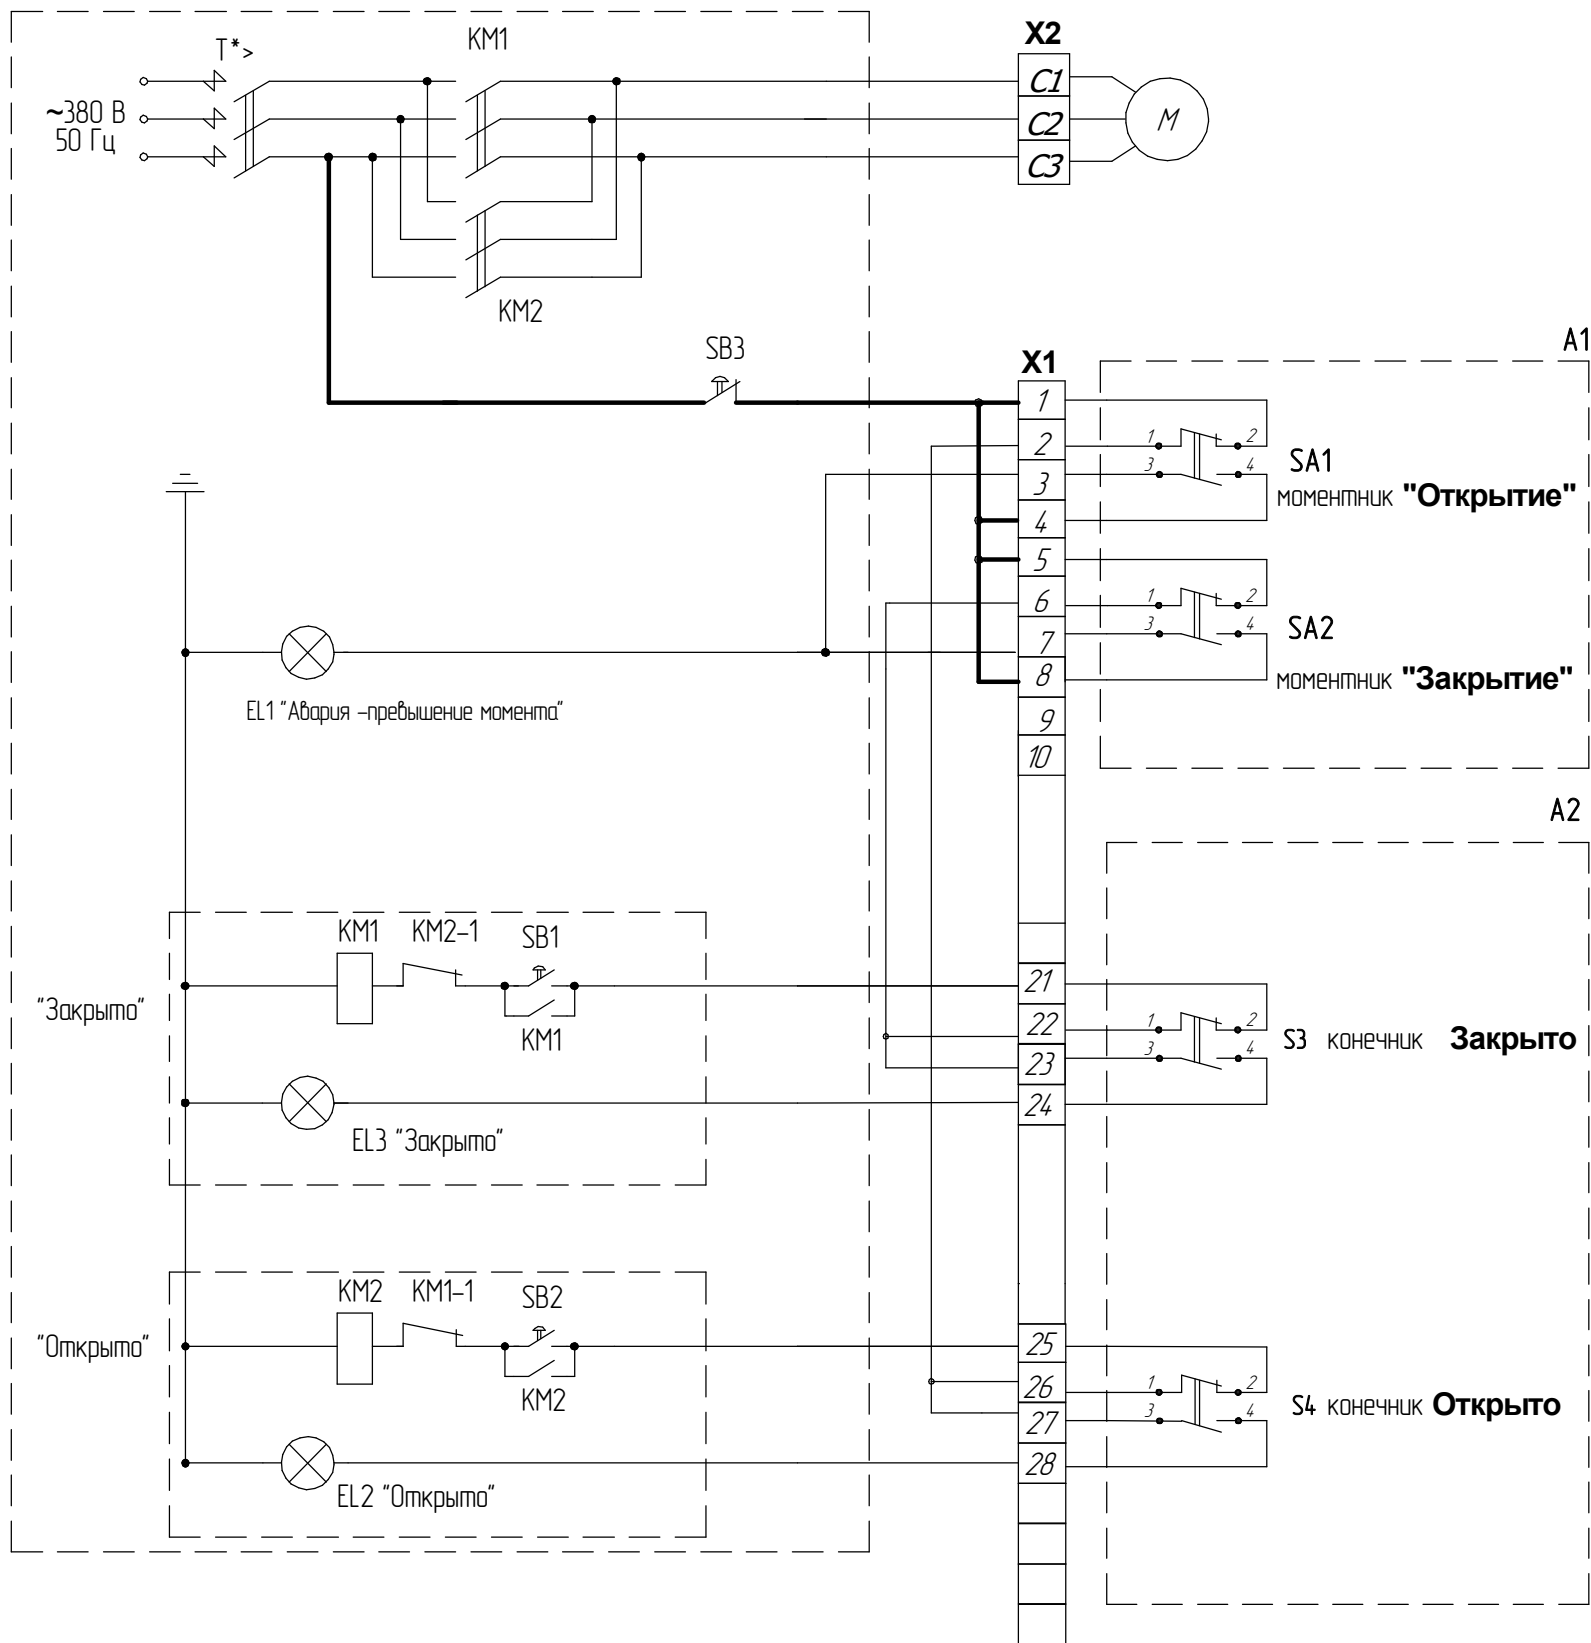 T*>
KM1
X2
~380 В
50 Гц
C1
C2
C3
M
KM2
SB3
X1
A1
1
2
3
4
5
6
7
8
9
10
1 2
3 4
SA1
моментник "Открытие"
1 2
3 4
SA2
моментник "Закрытие"
EL1 "Авария -превышение момента"
A2
"Закрыто"
KM1 KM2-1 SB1
KM1
EL3 "Закрыто"
21
22
23
24
1 2
3 4
S3 конечник Закрыто
"Открыто"
KM2 KM1-1 SB2
KM2
EL2 "Открыто"
25
26
27
28
1 2
3 4
S4 конечник Открыто